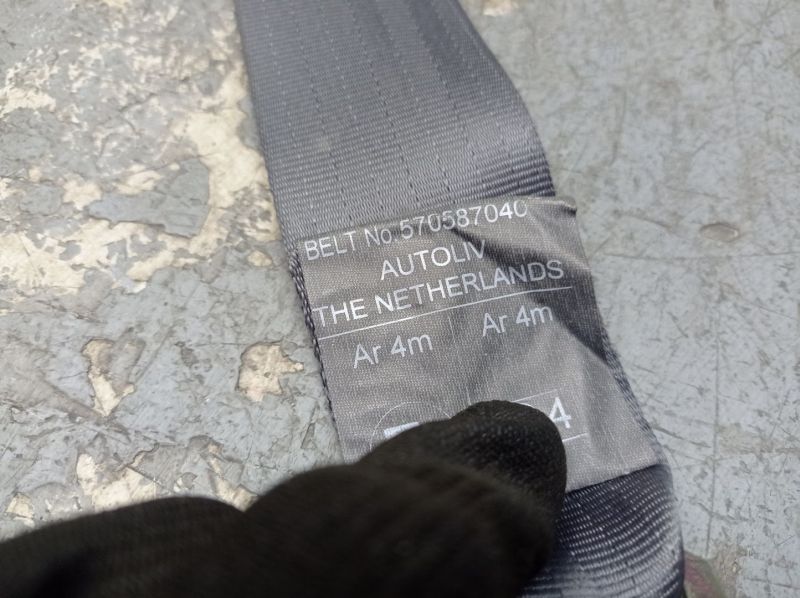 BELT No.570587040
AUTOLIV
THE NETHERLANDS
Ar 4m Ar 4m
4